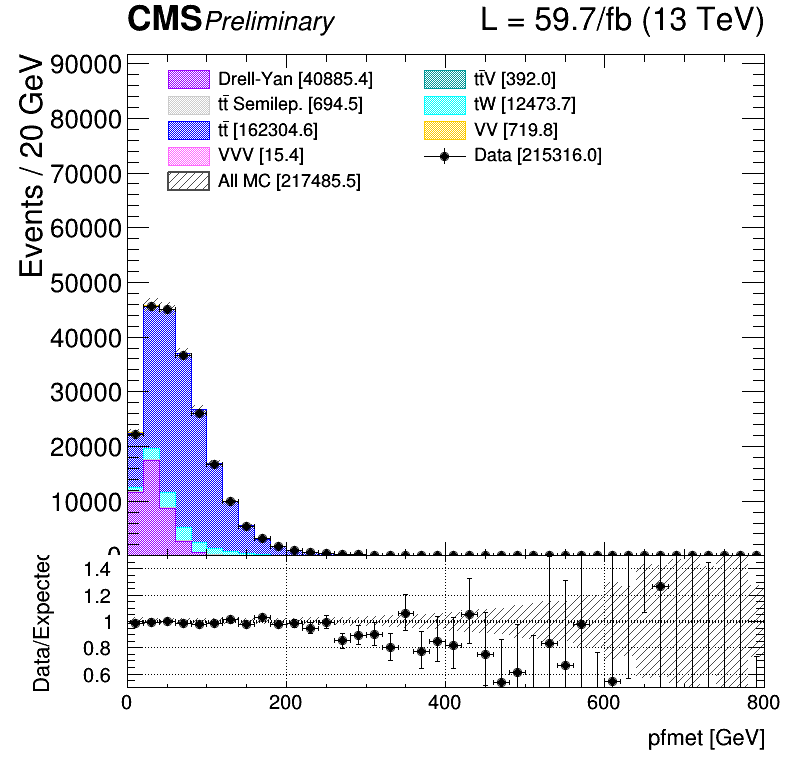 CMS Preliminary L = 59.7/fb (13 TeV)
Events / 20 GeV
90000
80000
70000
60000
50000
40000
30000
20000
10000
0
Drell-Yan [40885.4]
tt̄ Semilep. [694.5]
tt̄ [162304.6]
VVV [15.4]
All MC [217485.5]
tt̄V [392.0]
tW [12473.7]
VV [719.8]
Data [215316.0]
Data/Expected
1.4
1.2
1
0.8
0.6
0 200 400 600 800
pfmet [GeV]